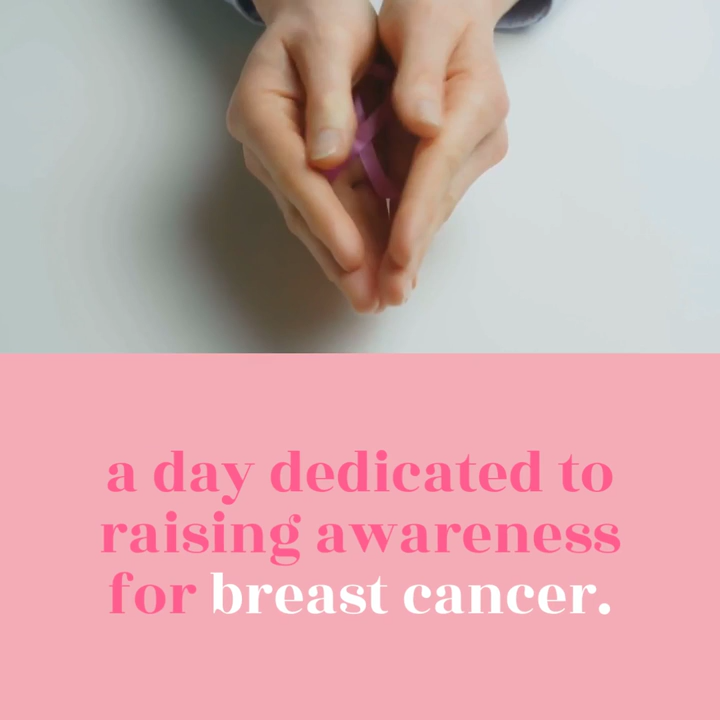 a day dedicated to
raising awareness
for breast cancer.